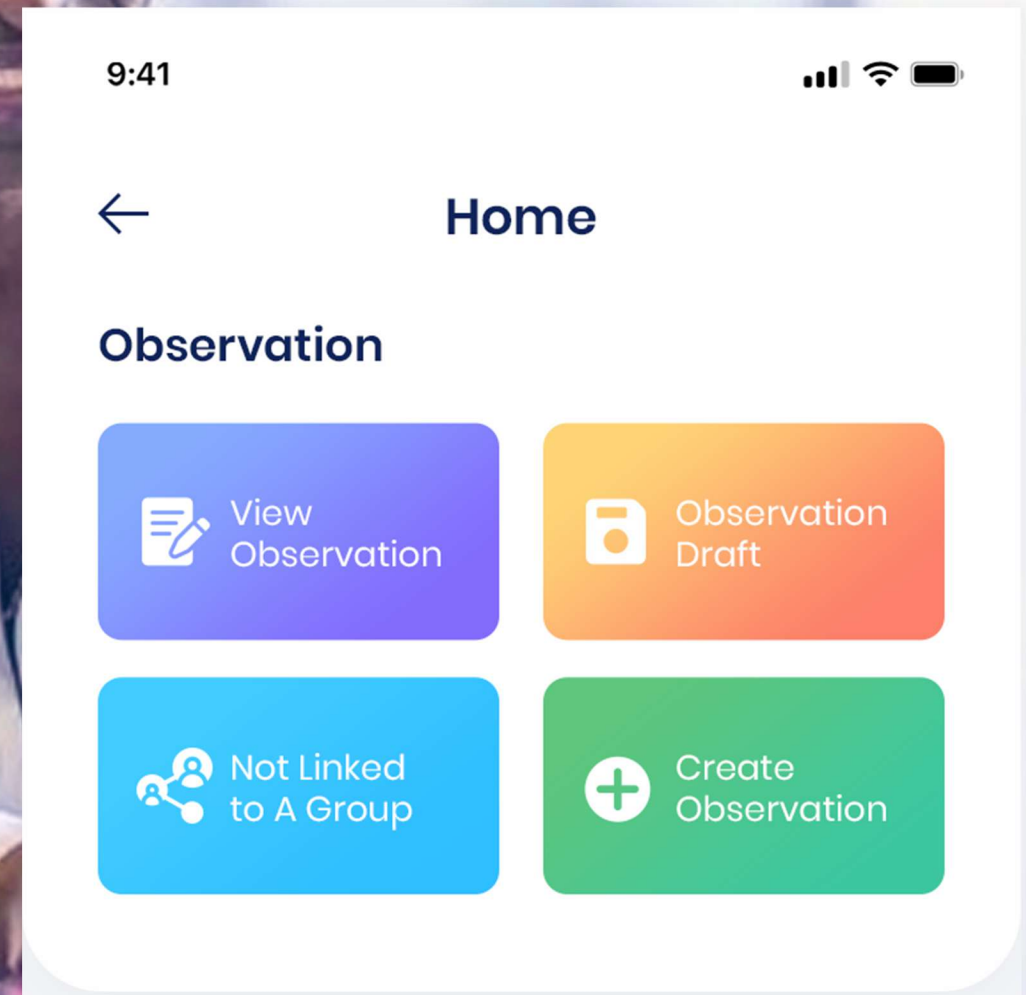 9:41
Home
Observation
View
Observation
Observation
Draft
Not Linked
to A Group
Create
Observation